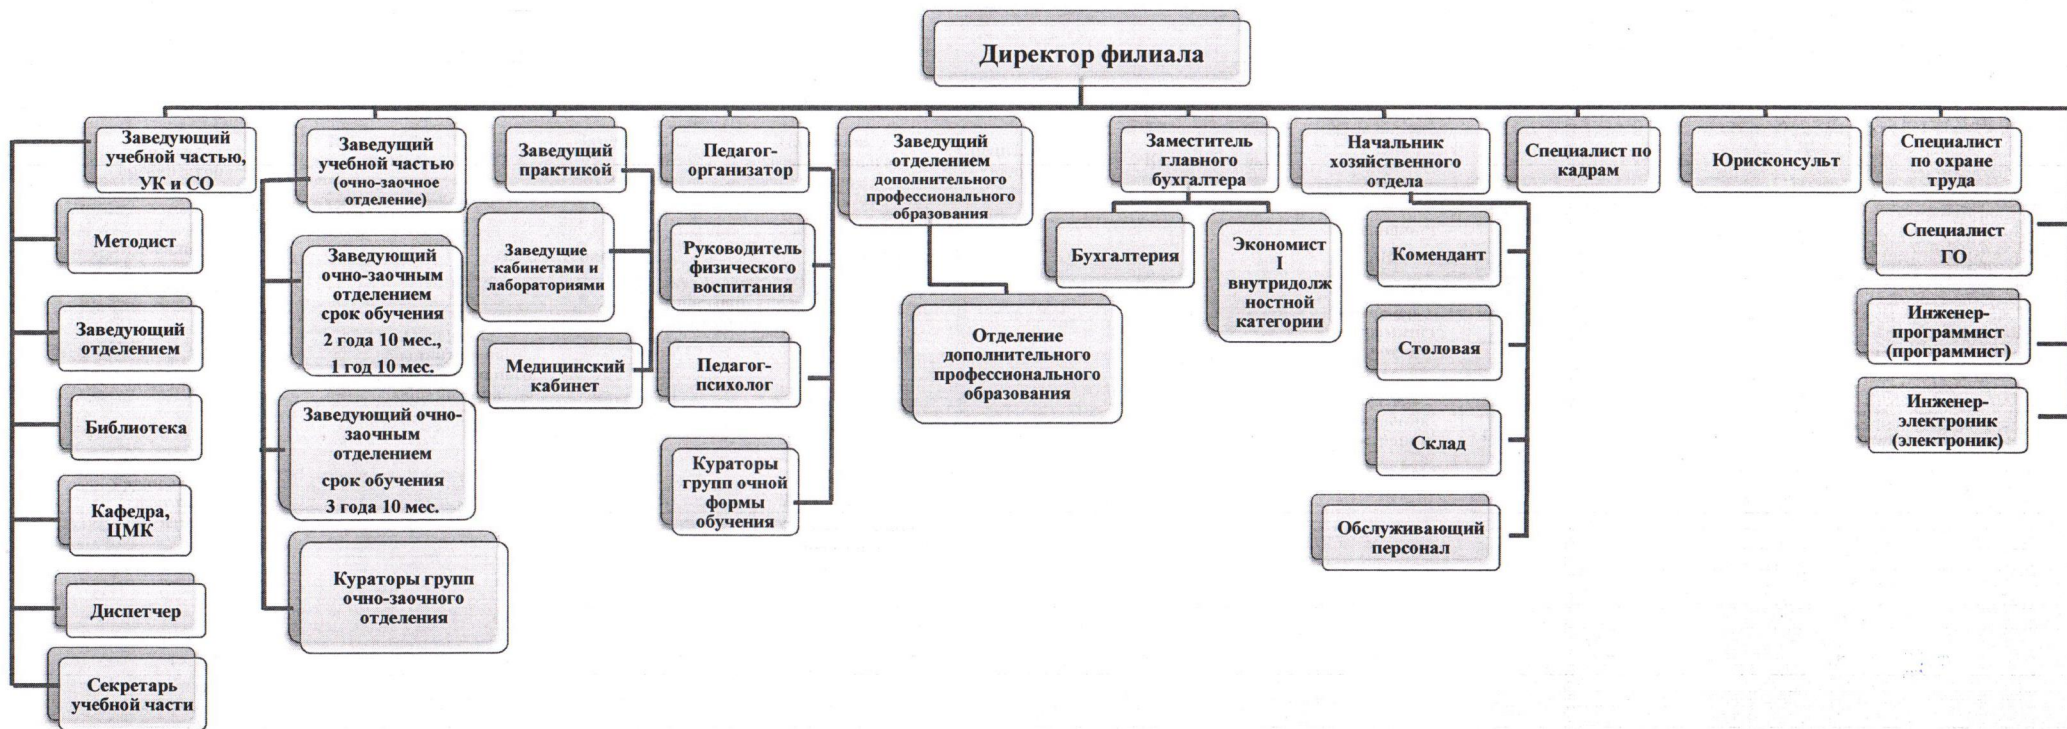 Директор филиала
Заведующий
учебной частью,
УК и СО
Методист
Заведующий
отделением
Библиотека
Кафедра,
ЦМК
Диспетчер
Секретарь
учебной части
Заведущий
учебной частью
(очно-заочное
отделение)
Заведующий
очно-заочным
отделением
срок обучения
2 года 10 мес.,
1 год 10 мес.
Заведующий очно-
заочным
отделением
срок обучения
3 года 10 мес.
Кураторы групп
очно-заочного
отделения
Заведущий
практикой
Заведущие
кабинетами и
лабораториями
Медицинский
кабинет
Педагог-
организатор
Руководитель
физического
воспитания
Педагог-
психолог
Кураторы
групп очной
формы
обучения
Заведущий
отделением
дополнительного
профессионального
образования
Отделение
дополнительного
профессионального
образования
Заместитель
главного
бухгалтера
Бухгалтерия
Экономист
I
внутридолж
ностной
категории
Начальник
хозяйственного
отдела
Комендант
Столовая
Склад
Обслуживающий
персонал
Специалист по
кадрам
Юрисконсульт
Специалист
по охране
труда
Специалист
ГО
Инженер-
программист
(программист)
Инженер-
электроник
(электроник)